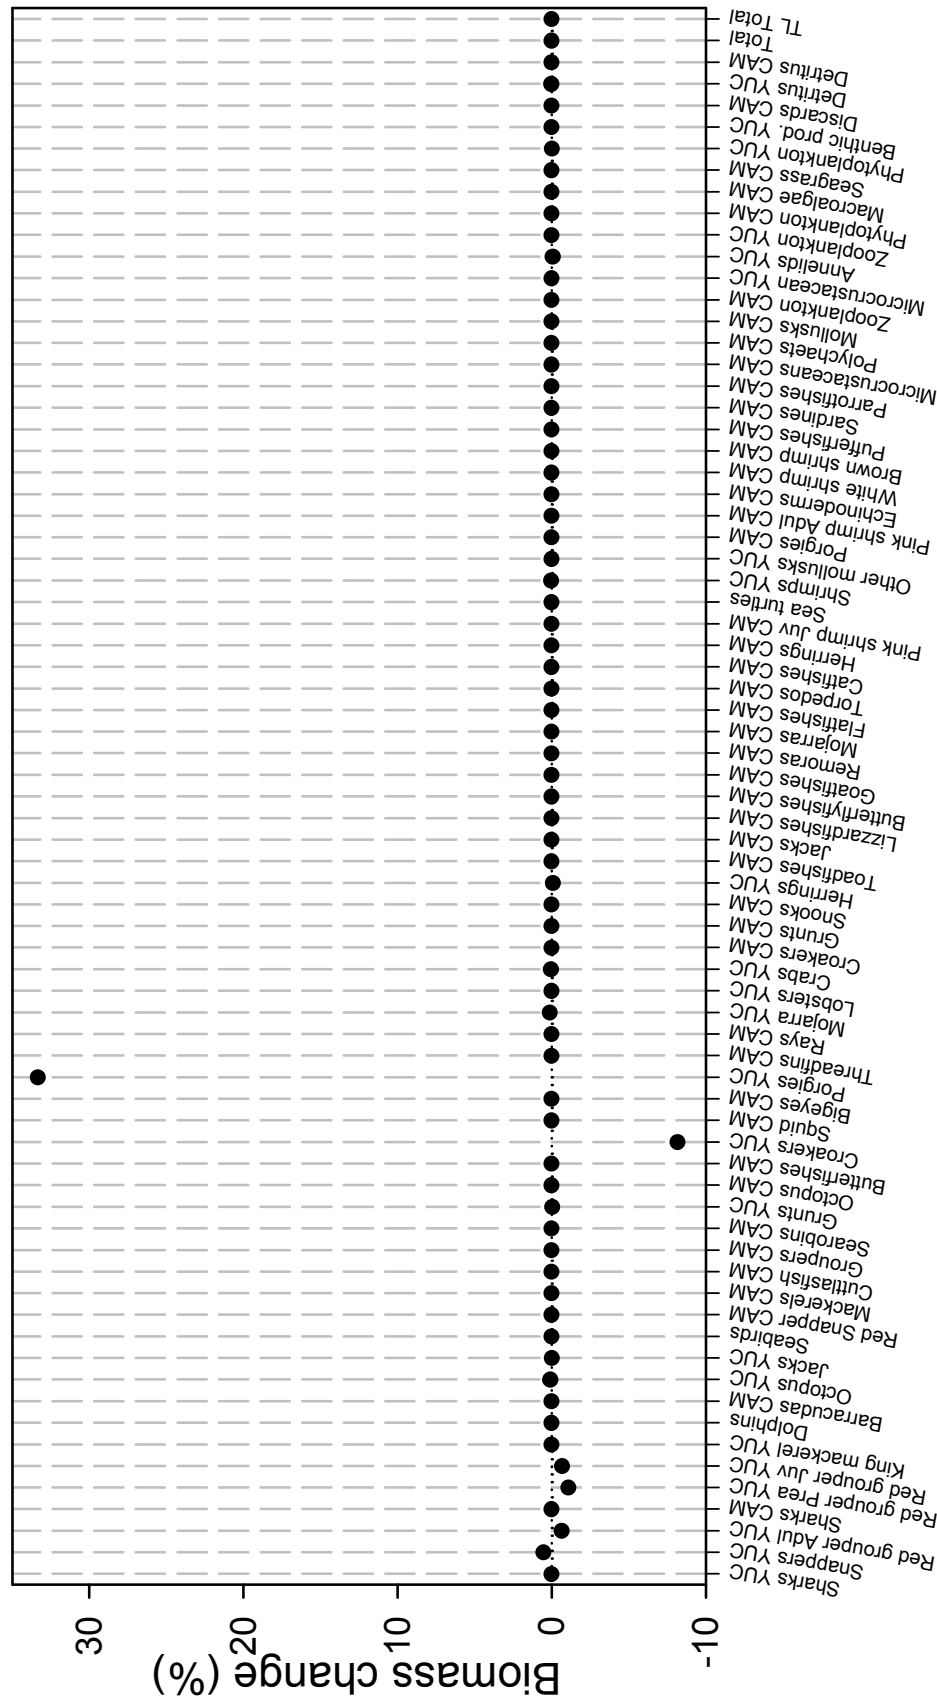 TL Total
Total
Detritus CAM
Detritus YUC
Discards CAM
Benthic prod. YUC
Phytoplankton YUC
Seagrass CAM
Macroalgae CAM
Phytoplankton CAM
Zooplankton YUC
Annelids YUC
Microcrustacean YUC
Zooplankton CAM
Mollusks CAM
Polychaets CAM
Microcrustaceans CAM
Parrotfishes CAM
Sardines CAM
Pufferfishes CAM
Brown shrimp CAM
White shrimp CAM
Echinoderms CAM
Pink shrimp Adul CAM
Porgies CAM
Other mollusks YUC
Shrimps YUC
Sea turtles
Pink shrimp Juv CAM
Herrings CAM
Catfishes CAM
Torpedos CAM
Flatfishes CAM
Mojarras CAM
Remoras CAM
Goatfishes CAM
Butterflyfishes CAM
Lizzardfishes CAM
Jacks CAM
Toadfishes CAM
Herrings YUC
Snooks CAM
Grunts CAM
Croakers CAM
Crabs YUC
Lobsters YUC
Mojarra YUC
Rays CAM
Threadfins CAM
Porgies YUC
Bigeyes CAM
Squid CAM
Croakers YUC
Butterfishes CAM
Octopus CAM
Grunts YUC
Searobins CAM
Groupers CAM
Cuttlasfish CAM
Mackerels CAM
Red Snapper CAM
Seabirds
Jacks YUC
Octopus YUC
Barracudas CAM
Dolphins
King mackerel YUC
Red grouper Juv YUC
Red grouper Prea YUC
Sharks CAM
Red grouper Adul YUC
Snappers YUC
Sharks YUC
30
20
10
0
-10
Biomass change (%)